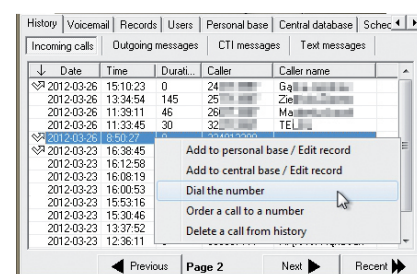 History Voicemail Records Users Personal base Central database Sched
Incoming calls Outgoing messages CTI messages Text messages
Date Time Durati... Caller Caller name
2012-03-26 15:10:23 0 24
2012-03-26 13:34:54 145 25 Zie
2012-03-26 11:39:11 46 26 Ma
2012-03-26 11:33:45 30 32 TEL
2012-03-26 8:50:27
2012-03-23 16:38:45 Add to personal base / Edit record
2012-03-23 16:12:58
2012-03-23 16:08:19 Add to central base / Edit record
2012-03-23 16:00:53 Dial the number
2012-03-23 15:53:16
2012-03-23 15:30:46 Order a call to a number
2012-03-23 13:37:52 Delete a call from history
2012-03-23 12:36:11
Previous Page 2 Next Recent